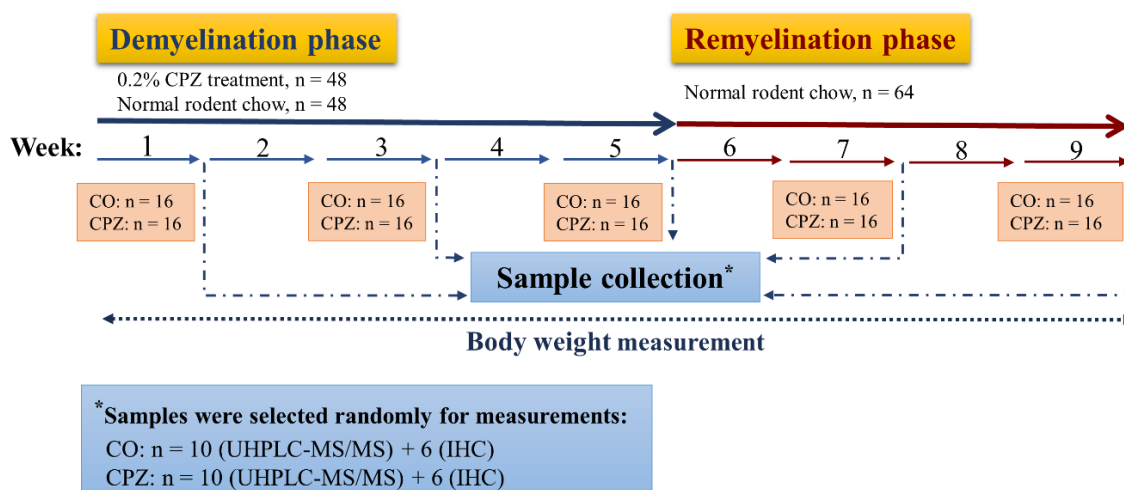 Demyelination phase
Remyelination phase
0.2% CPZ treatment, n = 48
Normal rodent chow, n = 48
Normal rodent chow, n = 64
Week: 1 2 3 4 5 6 7 8 9
CO: n = 16
CPZ: n = 16
CO: n = 16
CPZ: n = 16
CO: n = 16
CPZ: n = 16
CO: n = 16
CPZ: n = 16
CO: n = 16
CPZ: n = 16
Sample collection*
Body weight measurement
*Samples were selected randomly for measurements:
CO: n = 10 (UHPLC-MS/MS) + 6 (IHC)
CPZ: n = 10 (UHPLC-MS/MS) + 6 (IHC)